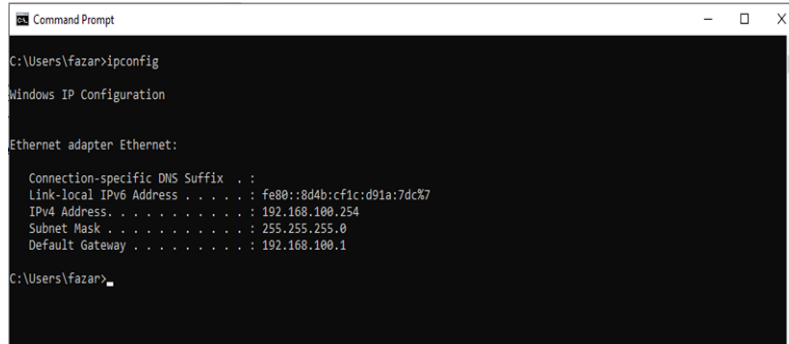 Command Prompt
C:\Users\fazar>ipconfig
Windows IP Configuration
Ethernet adapter Ethernet:
Connection-specific DNS Suffix . :
Link-local IPv6 Address . . . . . : fe80::8d4b:cf1c:d91a:7dc%7
IPv4 Address. . . . . . . . . . . : 192.168.100.254
Subnet Mask . . . . . . . . . . . : 255.255.255.0
Default Gateway . . . . . . . . . : 192.168.100.1
C:\Users\fazar>